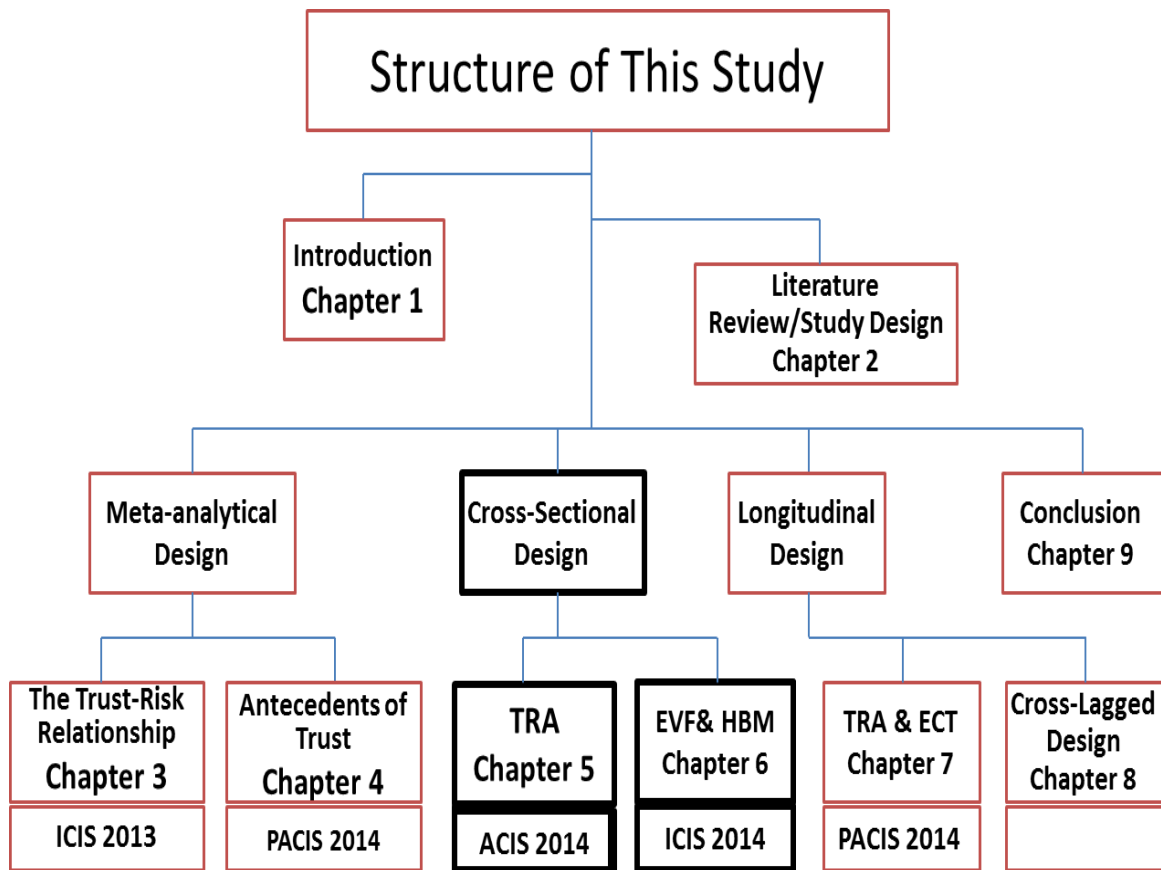 Structure of This Study
Introduction
Chapter 1
Literature
Review/Study Design
Chapter 2
Meta-analytical
Design
Cross-Sectional
Design
Longitudinal
Design
Conclusion
Chapter 9
The Trust-Risk
Relationship
Chapter 3
ICIS 2013
Antecedents of
Trust
Chapter 4
PACIS 2014
TRA
Chapter 5
ACIS 2014
EVF& HBM
Chapter 6
ICIS 2014
TRA & ECT
Chapter 7
PACIS 2014
Cross-Lagged
Design
Chapter 8